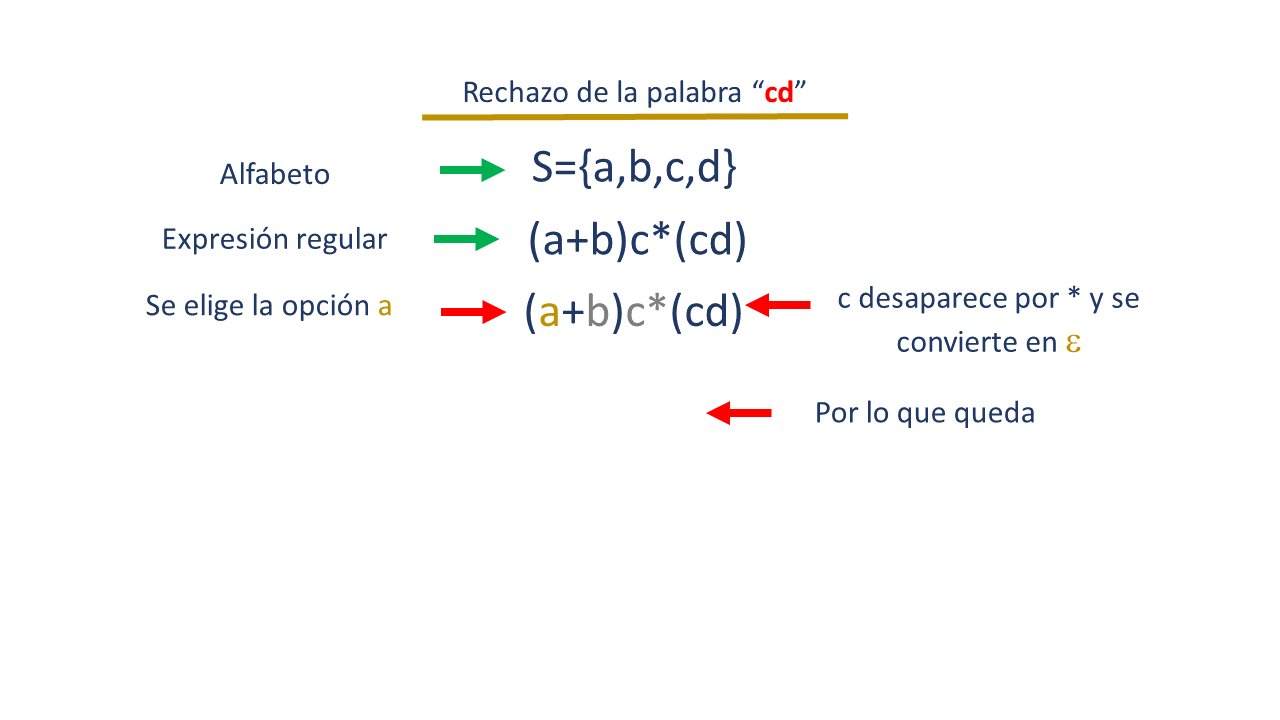 Rechazo de la palabra “cd”
Alfabeto
S={a,b,c,d}
Expresión regular
(a+b)c*(cd)
Se elige la opción a
(a+b)c*(cd)
c desaparece por * y se
convierte en ε
Por lo que queda